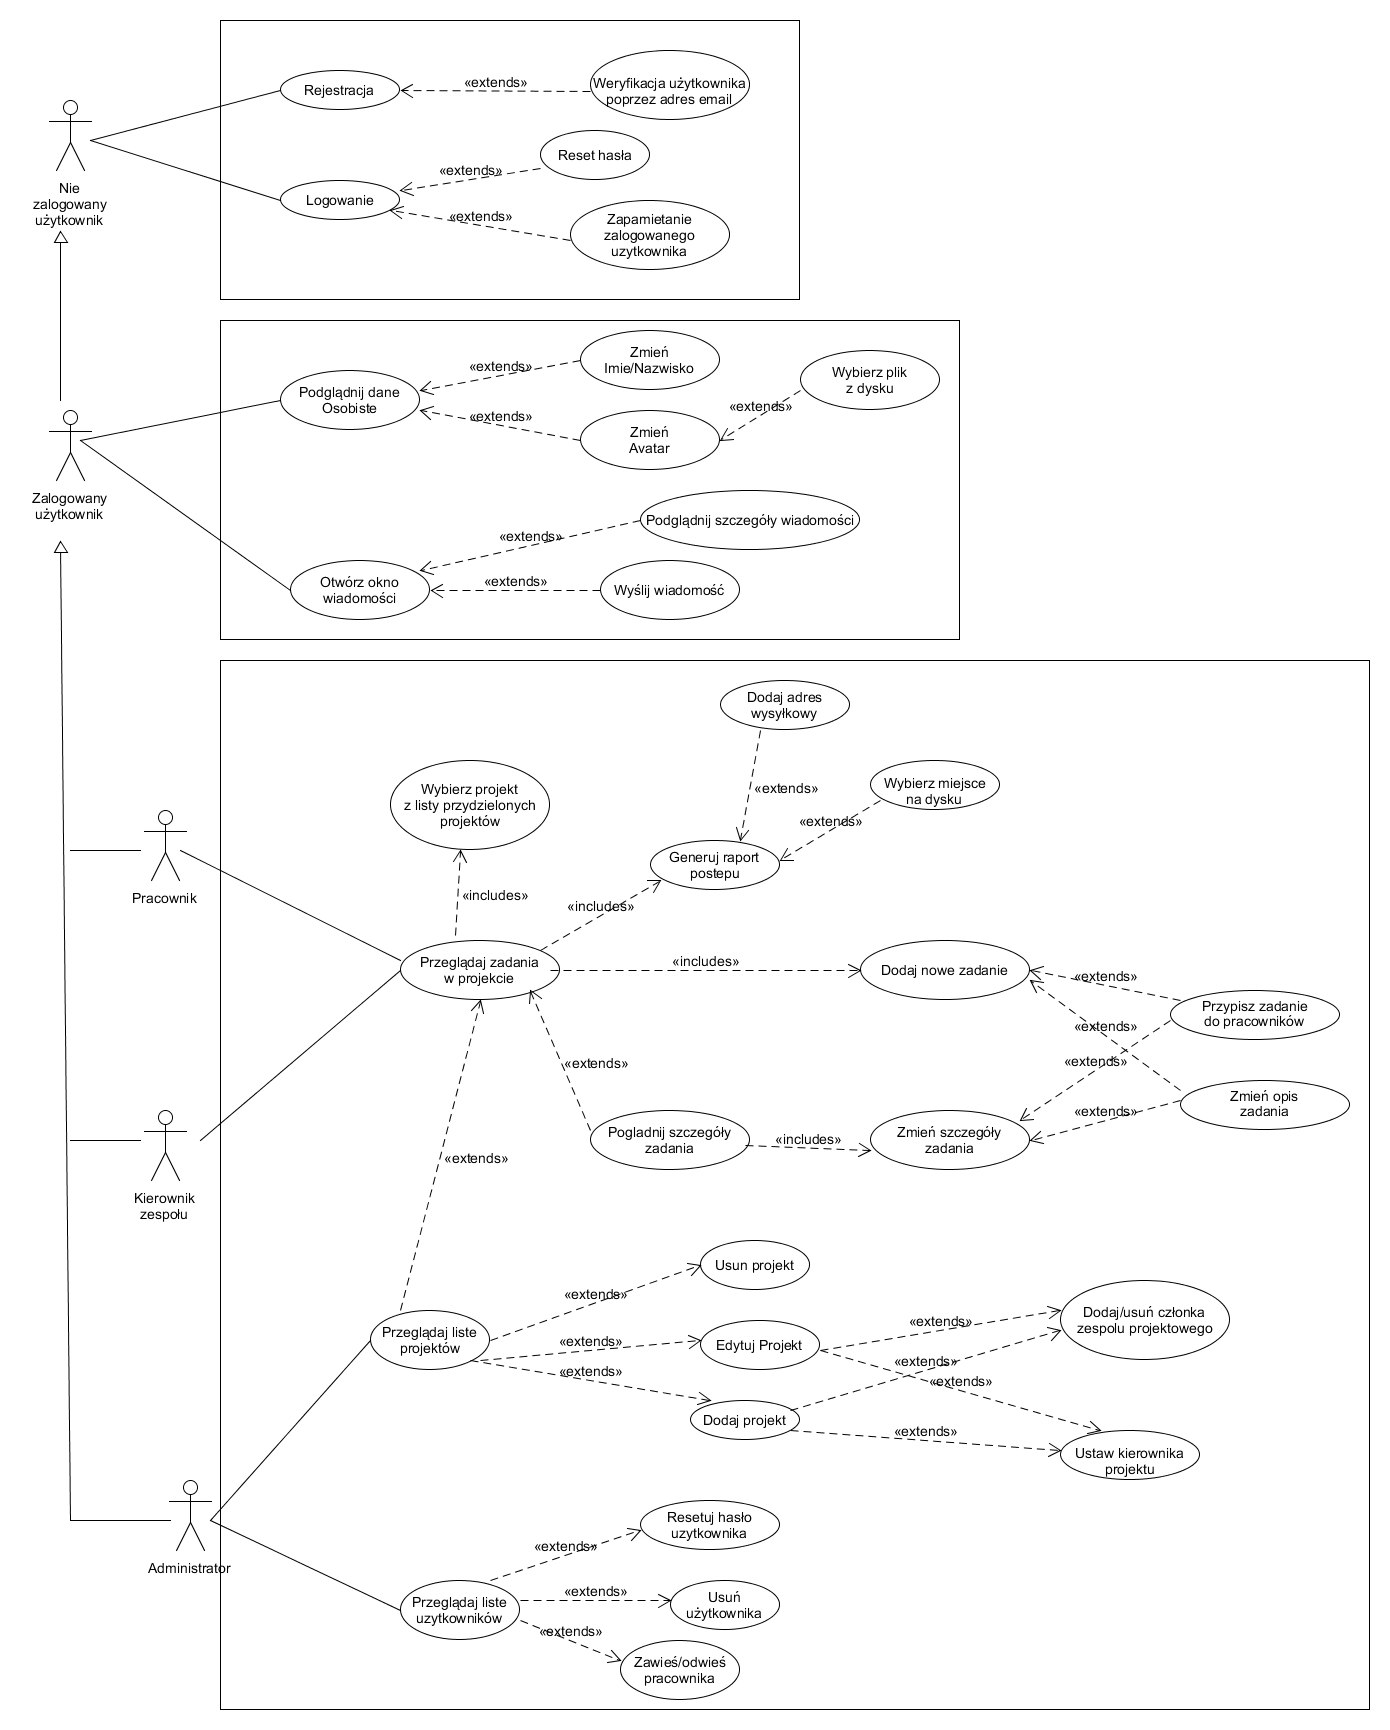 Rejestracja
«extends»
Weryfikacja użytkownika
poprzez adres email
Nie
zalogowany
użytkownik
Reset hasła
«extends»
Logowanie
«extends»
Zapamietanie
zalogowanego
uzytkownika
Zalogowany
użytkownik
Podglądnij dane
Osobiste
«extends»
Zmień
Imie/Nazwisko
«extends»
Zmień
Avatar
«extends»
Wybierz plik
z dysku
«extends»
Podglądnij szczegóły wiadomości
Otwórz okno
wiadomości
«extends»
Wyślij wiadomość
Dodaj adres
wysyłkowy
«extends»
Wybierz miejsce
na dysku
«extends»
Wybierz projekt
z listy przydzielonych
projektów
Generuj raport
postepu
Pracownik
«includes»
«includes»
Przeglądaj zadania
w projekcie
«includes»
Dodaj nowe zadanie
«extends»
Przypisz zadanie
do pracowników
«extends»
«extends»
«extends»
Zmień opis
zadania
«extends»
Pogladnij szczegóły
zadania
«includes»
Zmień szczegóły
zadania
Kierownik
zespołu
«extends»
Usun projekt
«extends»
Przeglądaj liste
projektów
«extends»
Edytuj Projekt
«extends»
Dodaj projekt
«extends»
Dodaj/usuń członka
zespolu projektowego
«extends»
«extends»
«extends»
Ustaw kierownika
projektu
Administrator
Resetuj hasło
uzytkownika
«extends»
Przeglądaj liste
uzytkowników
«extends»
Usuń
użytkownika
«extends»
Zawieś/odwieś
pracownika